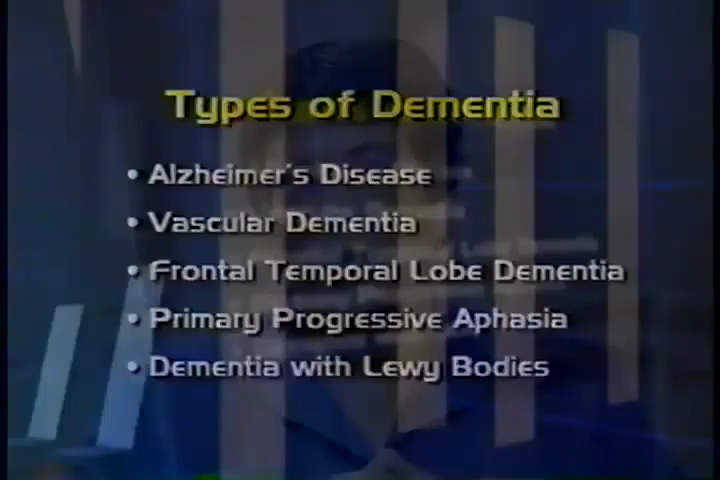 Types of Dementia
• Alzheimer's Disease
• Vascular Dementia
• Frontal Temporal Lobe Dementia
• Primary Progressive Aphasia
• Dementia with Lewy Bodies